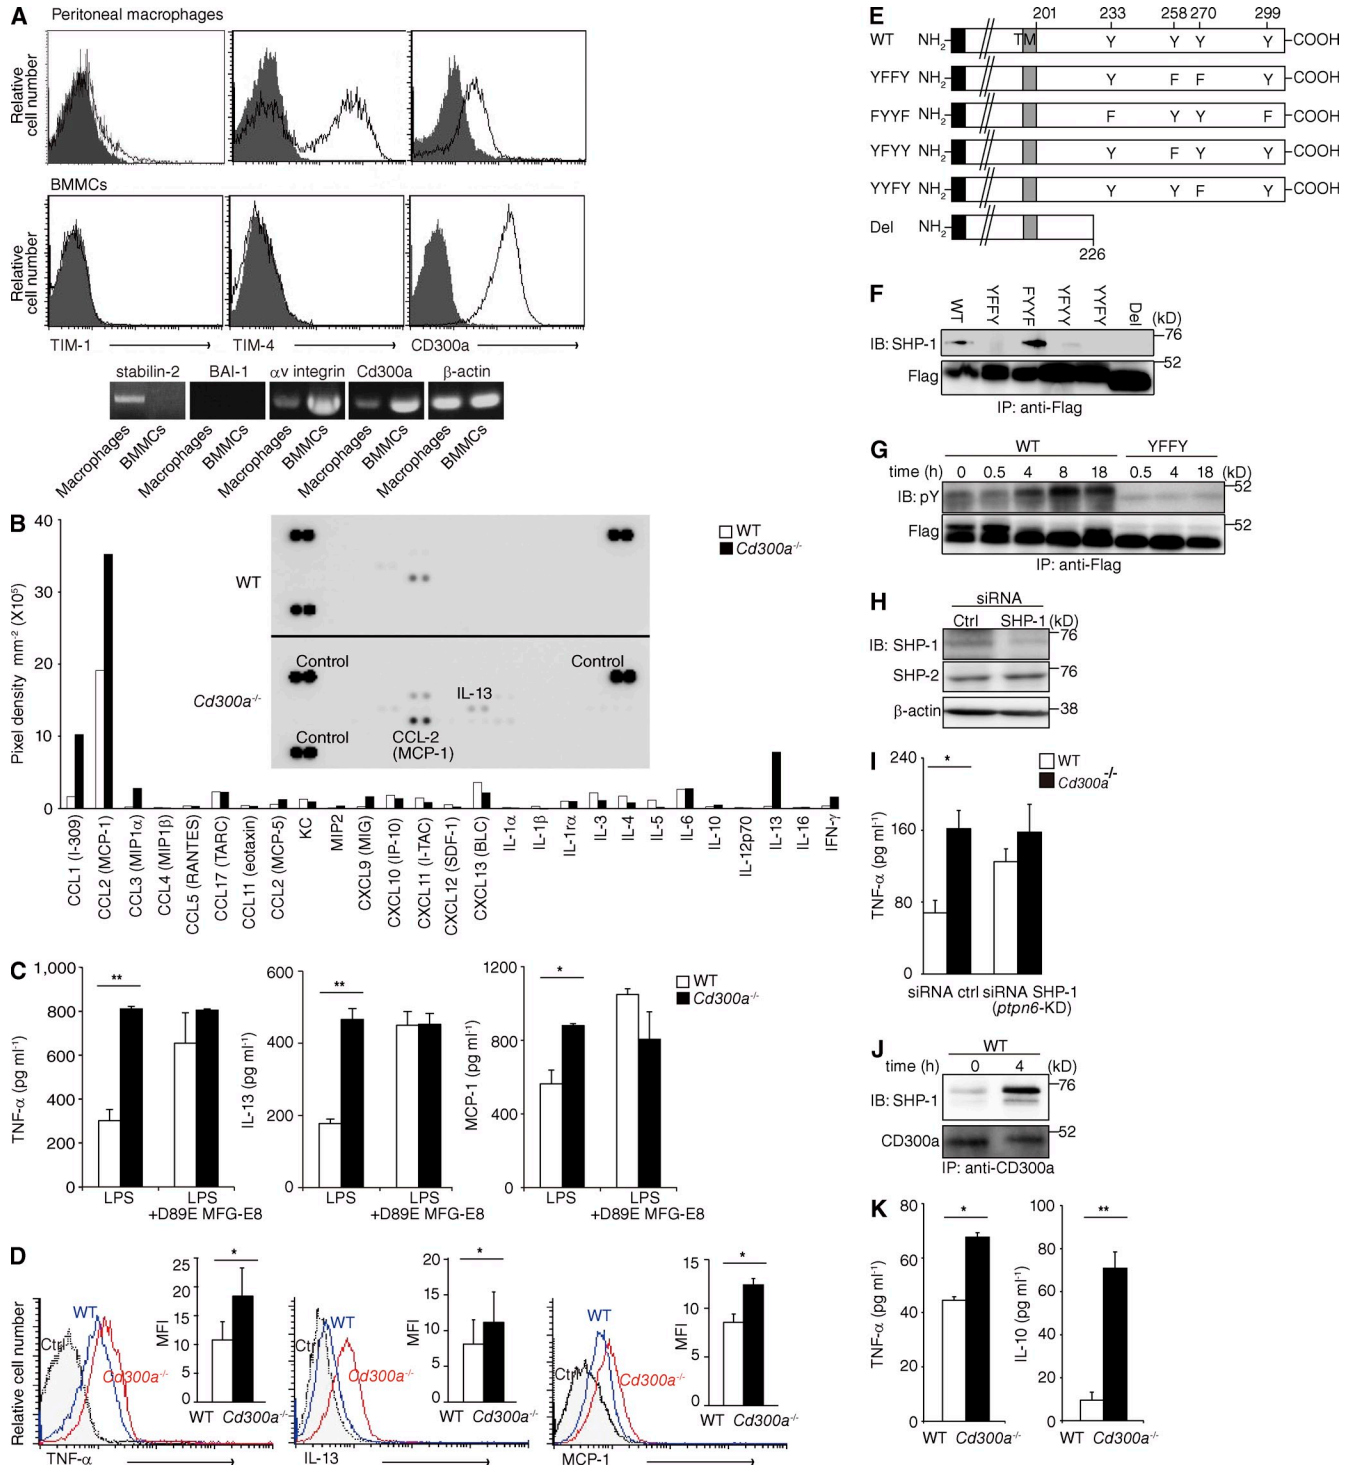 A
Peritoneal macrophages
Relative cell number
BMMCs
Relative cell number
TIM-1
TIM-4
CD300a
stabilin-2 BAI-1 αv integrin Cd300a β-actin
Macrophages BMMCs Macrophages BMMCs Macrophages BMMCs Macrophages BMMCs Macrophages BMMCs
B
Pixel density mm⁻² (X10⁵)
40
30
20
10
0
WT
Cd300a-/-
WT
Control Control
Cd300a-/-
IL-13
Control
CCL-2
(MCP-1)
CCL1 (I-309)
CCL2 (MCP-1)
CCL3 (MIP1α)
CCL4 (MIP1β)
CCL5 (RANTES)
CCL17 (TARC)
CCL11 (eotaxin)
CCL2 (MCP-5)
KC
MIP2
CXCL9 (MIG)
CXCL10 (IP-10)
CXCL11 (I-TAC)
CXCL12 (SDF-1)
CXCL13 (BLC)
IL-1α
IL-1β
IL-1rα
IL-3
IL-4
IL-5
IL-6
IL-10
IL-12p70
IL-13
IL-16
IFN-γ
C
TNF-α (pg ml⁻¹)
1,000
800
600
400
200
0
**
LPS LPS
+D89E MFG-E8
IL-13 (pg ml⁻¹)
600
400
200
0
**
LPS LPS
+D89E MFG-E8
MCP-1 (pg ml⁻¹)
1200
800
400
0
*
LPS LPS
+D89E MFG-E8
WT
Cd300a-/-
D
Relative cell number
Ctrl
WT
Cd300a-/-
TNF-α
MFI
25
20
15
10
5
0
*
WT Cd300a-/-
Ctrl
WT
Cd300a-/-
IL-13
MFI
20
15
10
5
0
*
WT Cd300a-/-
Ctrl
WT
Cd300a-/-
MCP-1
MFI
15
10
5
0
*
WT Cd300a-/-
E
201 233 258 270 299
WT NH₂ TM Y Y Y Y COOH
YFFY NH₂ Y F F Y COOH
FYYF NH₂ F Y Y F COOH
YFYY NH₂ Y F Y Y COOH
YYFY NH₂ Y Y F Y COOH
Del NH₂
226
F
WT YFFY FYYF YFYY YYFY Del (kD)
IB: SHP-1 76
52
Flag
IP: anti-Flag
G
WT YFFY
time (h) 0 0.5 4 8 18 0.5 4 18 (kD)
IB: pY 52
Flag 52
IP: anti-Flag
H
siRNA
Ctrl SHP-1 (kD)
IB: SHP-1 76
SHP-2 76
β-actin 38
I
TNF-α (pg ml⁻¹)
240
160
80
0
*
WT
Cd300a-/-
siRNA ctrl siRNA SHP-1
(ptpn6-KD)
J
WT
time (h) 0 4 (kD)
IB: SHP-1 76
CD300a 52
IP: anti-CD300a
K
TNF-α (pg ml⁻¹)
80
60
40
20
0
*
WT Cd300a-/-
IL-10 (pg ml⁻¹)
100
80
60
40
20
0
**
WT Cd300a-/-